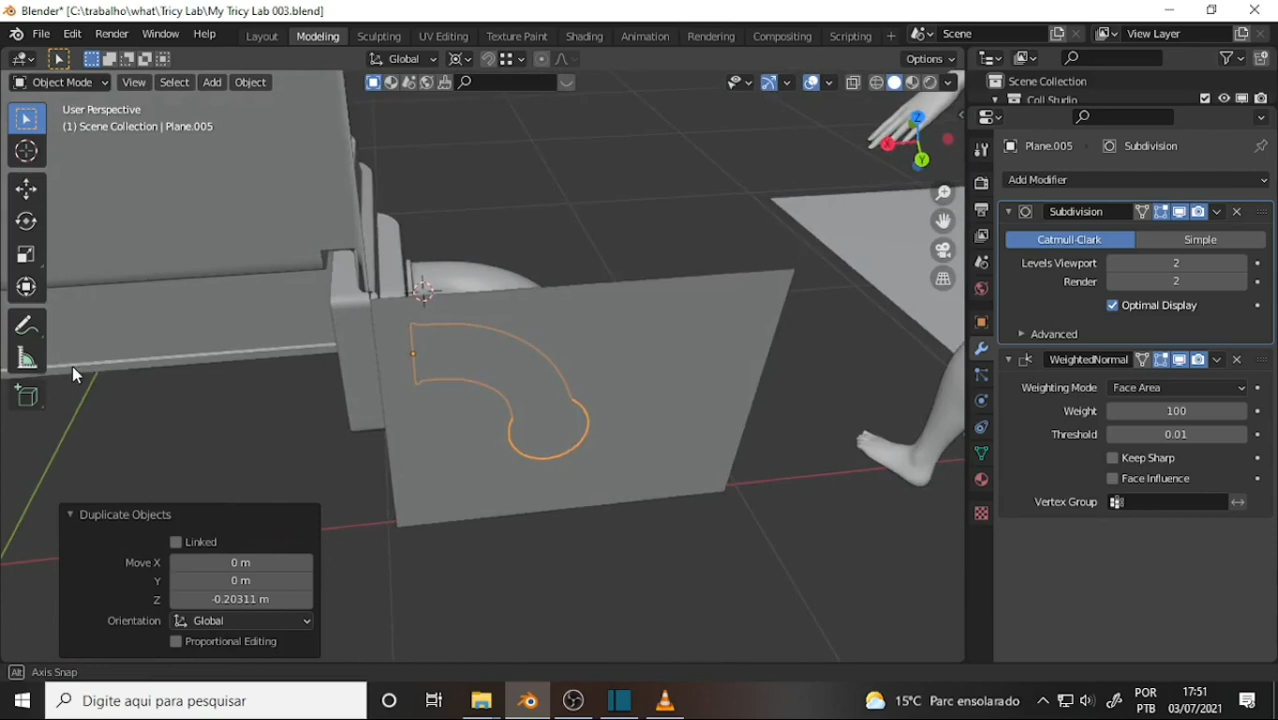 Blender* [C:\trabalho\what\Tricy Lab\My Tricy Lab 003.blend]
File Edit Render Window Help Layout Modeling Sculpting UV Editing Texture Paint Shading Animation Rendering Compositing Scripting + Scene View Layer
Global Options
Object Mode View Select Add Object
Scene Collection
Coll Studio
User Perspective
(1) Scene Collection | Plane.005
Z
X
Y
Plane.005 Subdivision
Add Modifier
Subdivision
Catmull-Clark Simple
Levels Viewport 2
Render 2
Optimal Display
Advanced
WeightedNormal
Weighting Mode Face Area
Weight 100
Threshold 0.01
Keep Sharp
Face Influence
Vertex Group
Duplicate Objects
Linked
Move X 0 m
Y 0 m
Z -0.20311 m
Orientation Global
Proportional Editing
Alt Axis Snap
Digite aqui para pesquisar
15°C Parc ensolarado
POR
PTB
17:51
03/07/2021